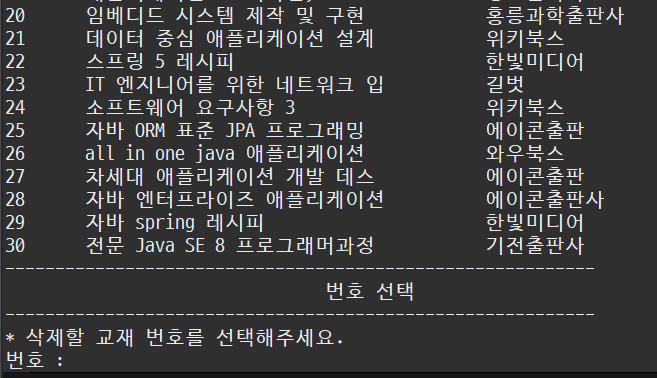 20 임베디드 시스템 제작 및 구현 홍릉과학출판사
21 데이터 중심 애플리케이션 설계 위키북스
22 스프링 5 레시피 한빛미디어
23 IT 엔지니어를 위한 네트워크 입 길벗
24 소프트웨어 요구사항 3 위키북스
25 자바 ORM 표준 JPA 프로그래밍 에이콘출판
26 all in one java 애플리케이션 와우북스
27 차세대 애플리케이션 개발 데스 에이콘출판
28 자바 엔터프라이즈 애플리케이션 에이콘출판사
29 자바 spring 레시피 한빛미디어
30 전문 Java SE 8 프로그래머과정 기전출판사
------------------------------------------------------------
번호 선택
------------------------------------------------------------
* 삭제할 교재 번호를 선택해주세요.
번호 :